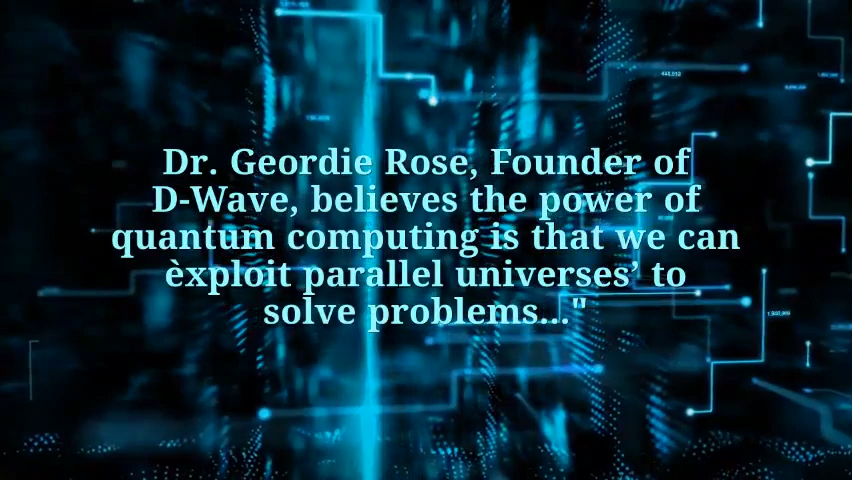 Dr. Geordie Rose, Founder of
D-Wave, believes the power of
quantum computing is that we can
èxploit parallel universes’ to
solve problems..."